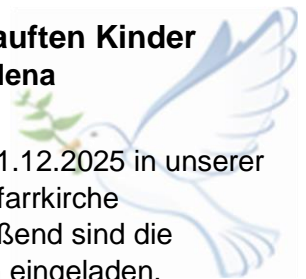 auften Kinder
lena
1.12.2025 in unserer
farrkirche
ßend sind die
eingeladen.